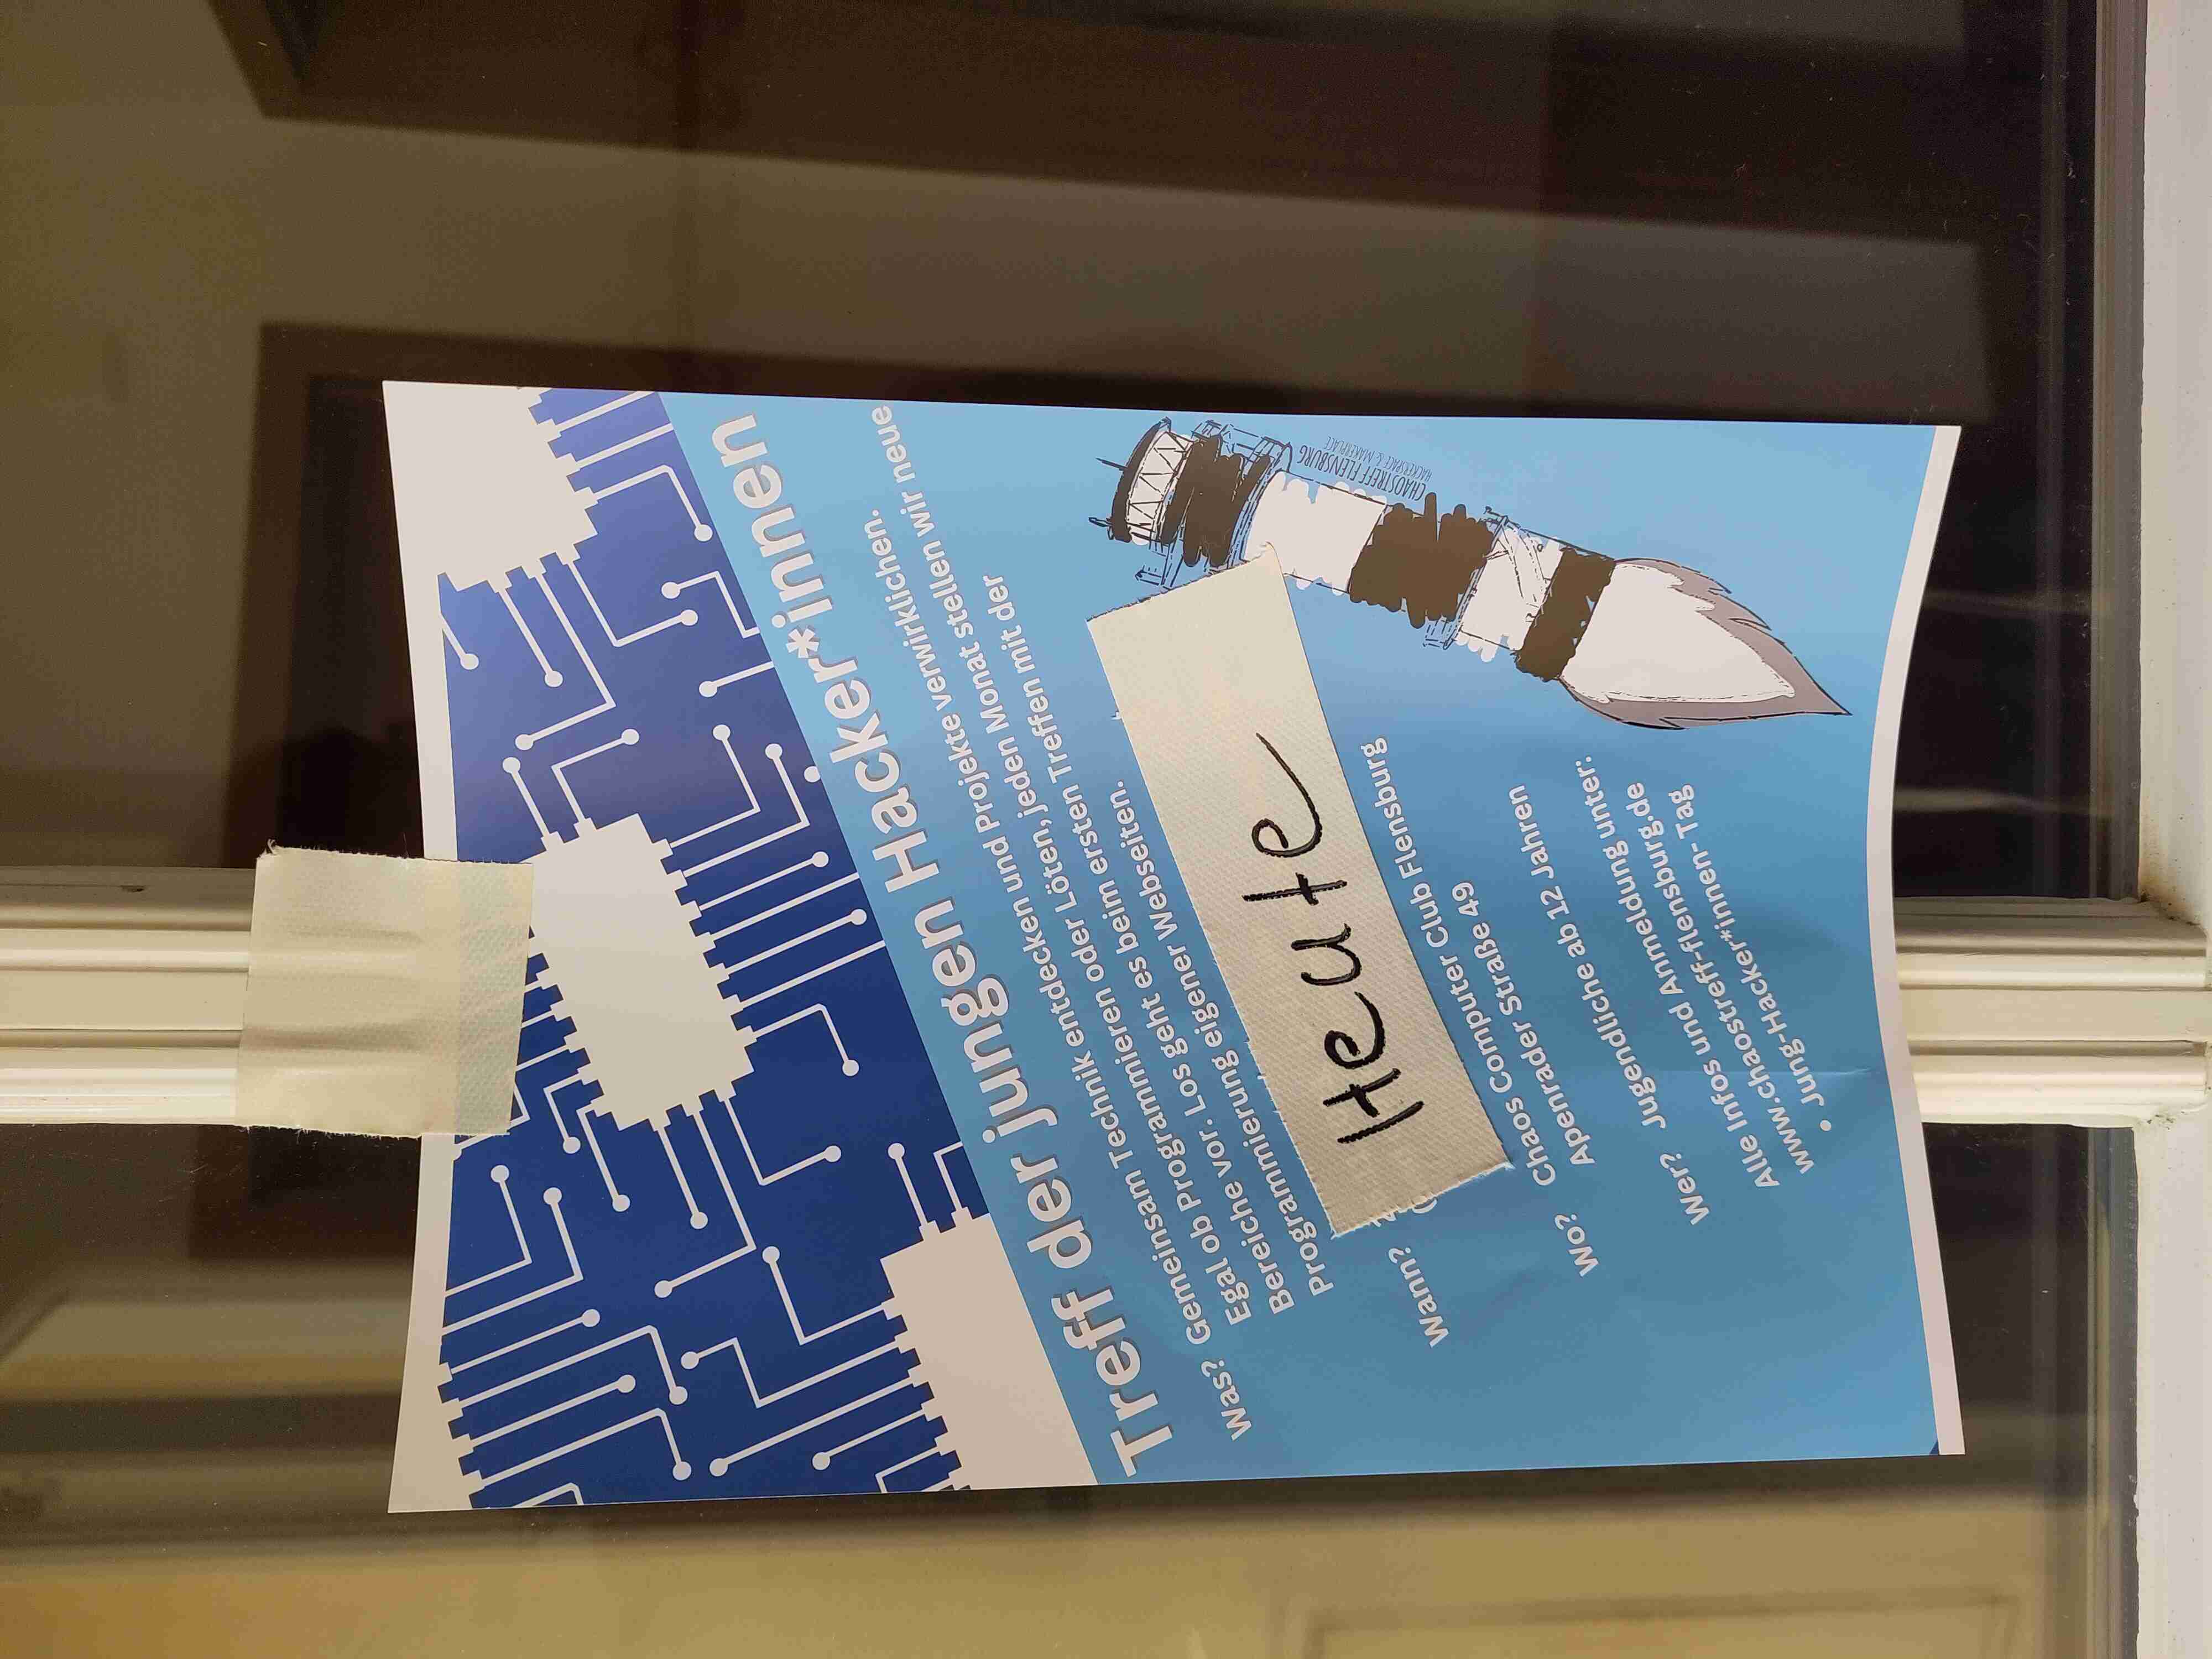 Treff der jungen Hacker*innen
Was? Gemeinsam Technik entdecken und Projekte verwirklichen.
Egal ob Programmieren oder Löten, jeden Monat stellen wir neue
Bereiche vor. Los geht es beim ersten Treffen mit der
Programmierung eigener Webseiten.
Heute
Wann?
Wo? Chaos Computer Club Flensburg
Apenrader Straße 49
Wer? Jugendliche ab 12 Jahren
Alle Infos und Anmeldung unter:
www.chaostreff-flensburg.de
• Jung-Hacker*innen- Tag
CHAOSTREFF FLENSBURG
HACKERSPACE & MAKERPLACE